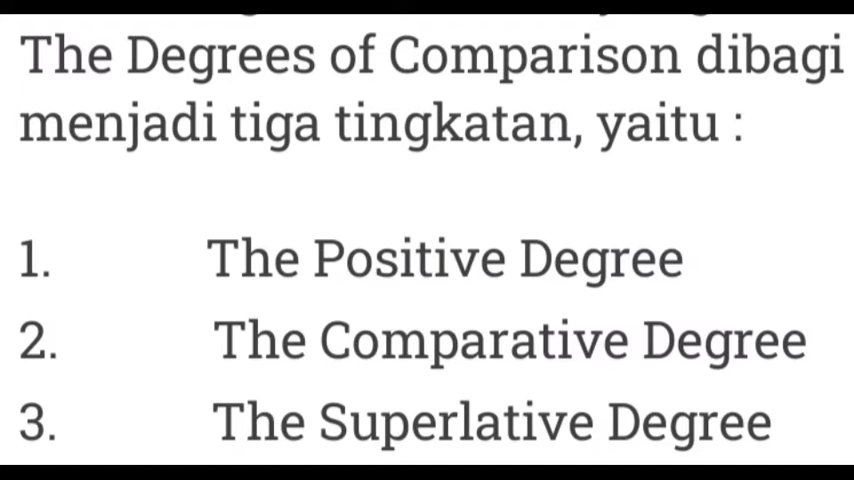 The Degrees of Comparison dibagi
menjadi tiga tingkatan, yaitu :
1. The Positive Degree
2. The Comparative Degree
3. The Superlative Degree